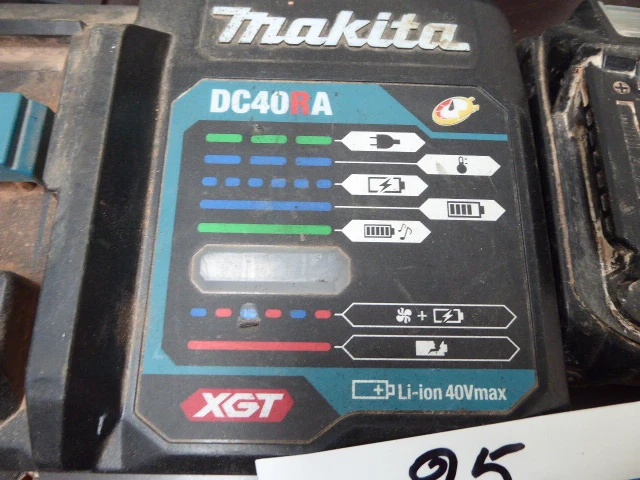 makita
DC40RA
XGT
Li-ion 40Vmax
95